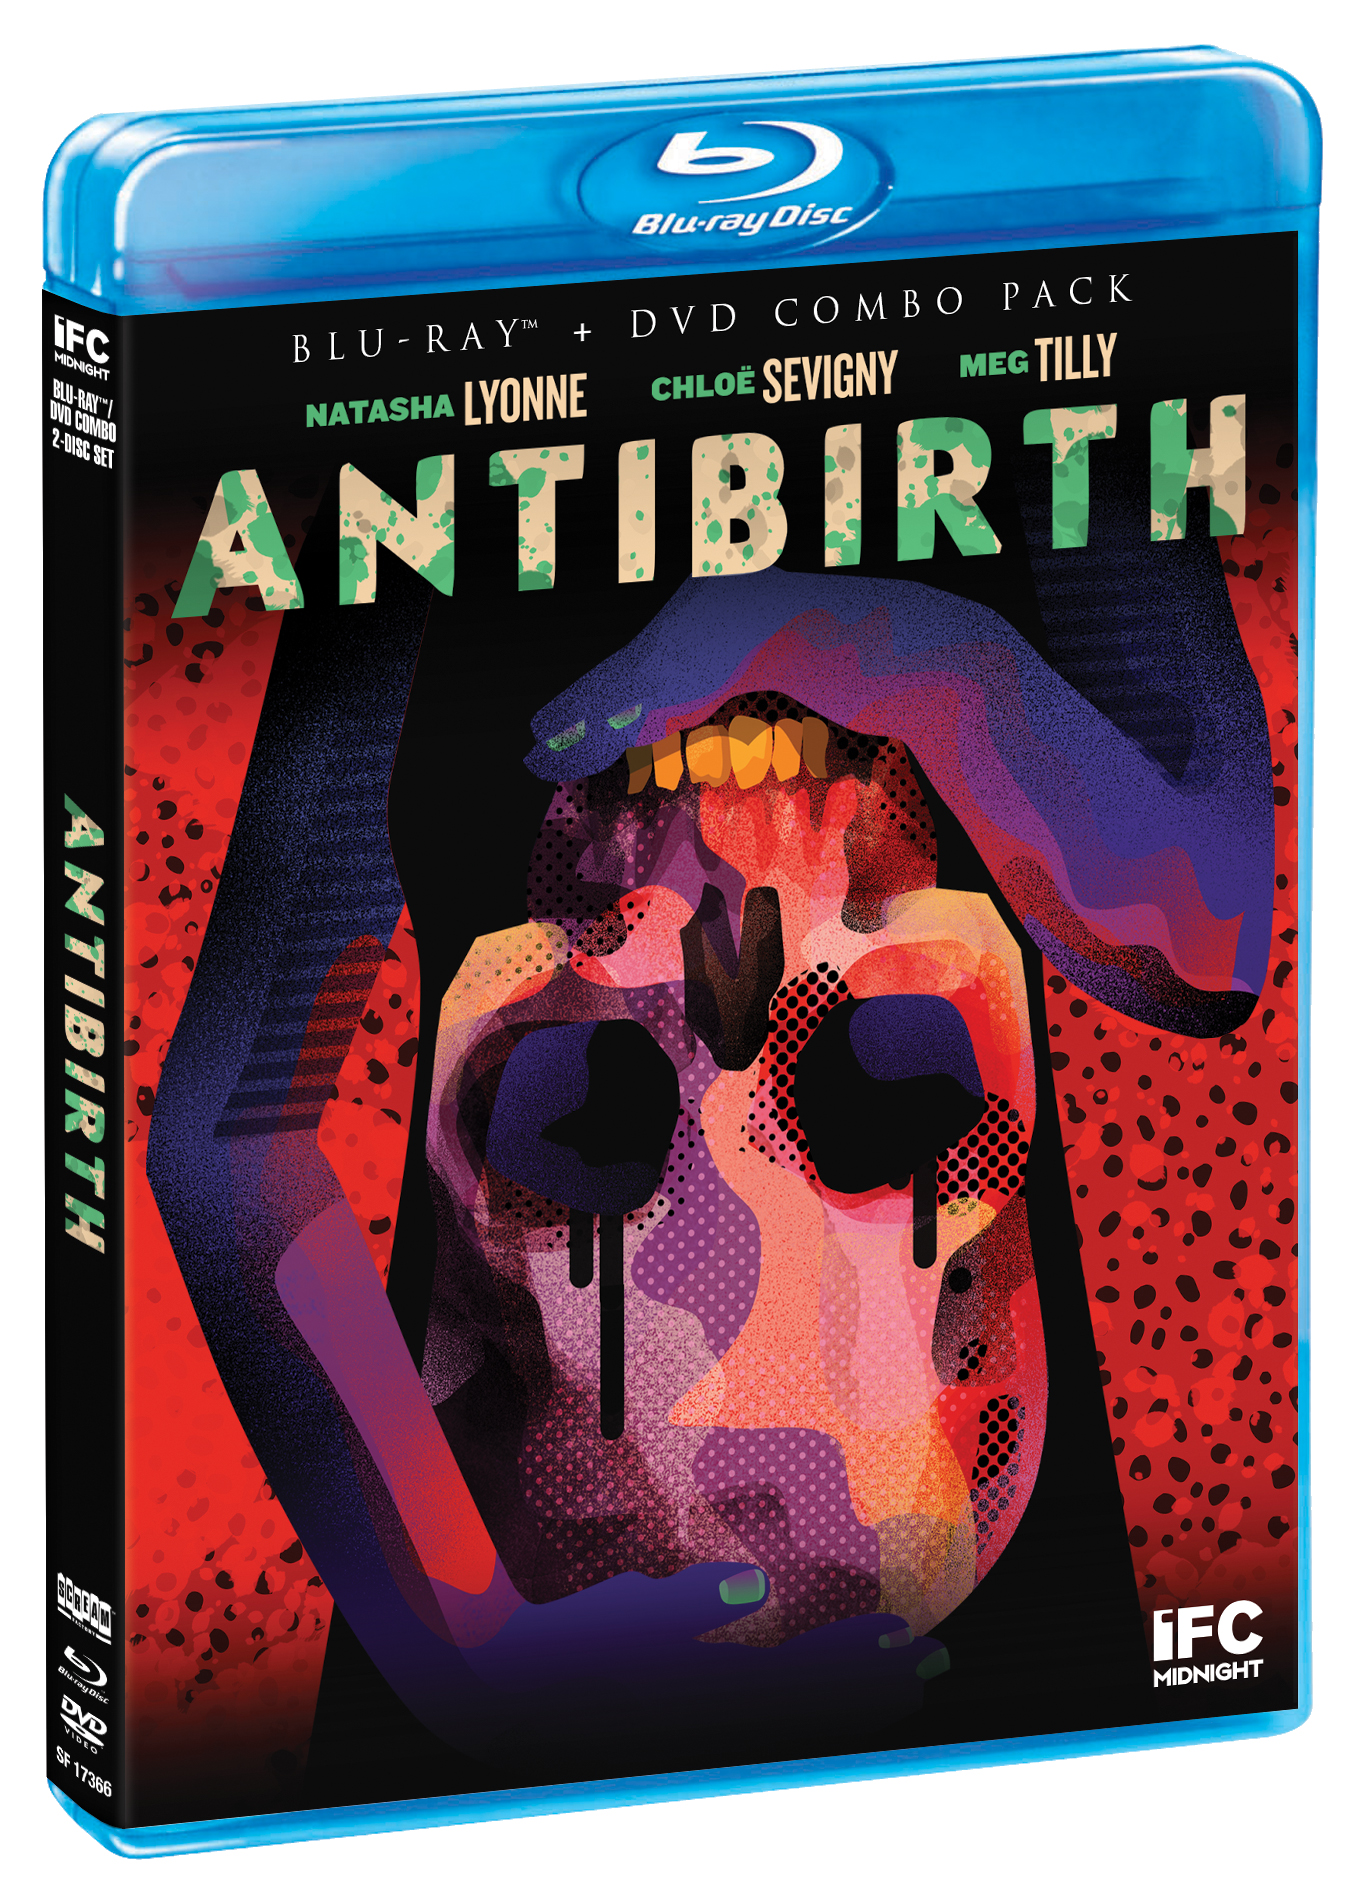 Blu-ray Disc
BLU-RAY™ + DVD COMBO PACK
NATASHA LYONNE CHLOË SEVIGNY MEG TILLY
ANTIBIRTH
iFC
MIDNIGHT
iFC
MIDNIGHT
BLU-RAY™/
DVD COMBO
2-DISC SET
ANTIBIRTH
SCREAM
FACTORY
Blu-ray Disc
DVD
VIDEO
SF 17366